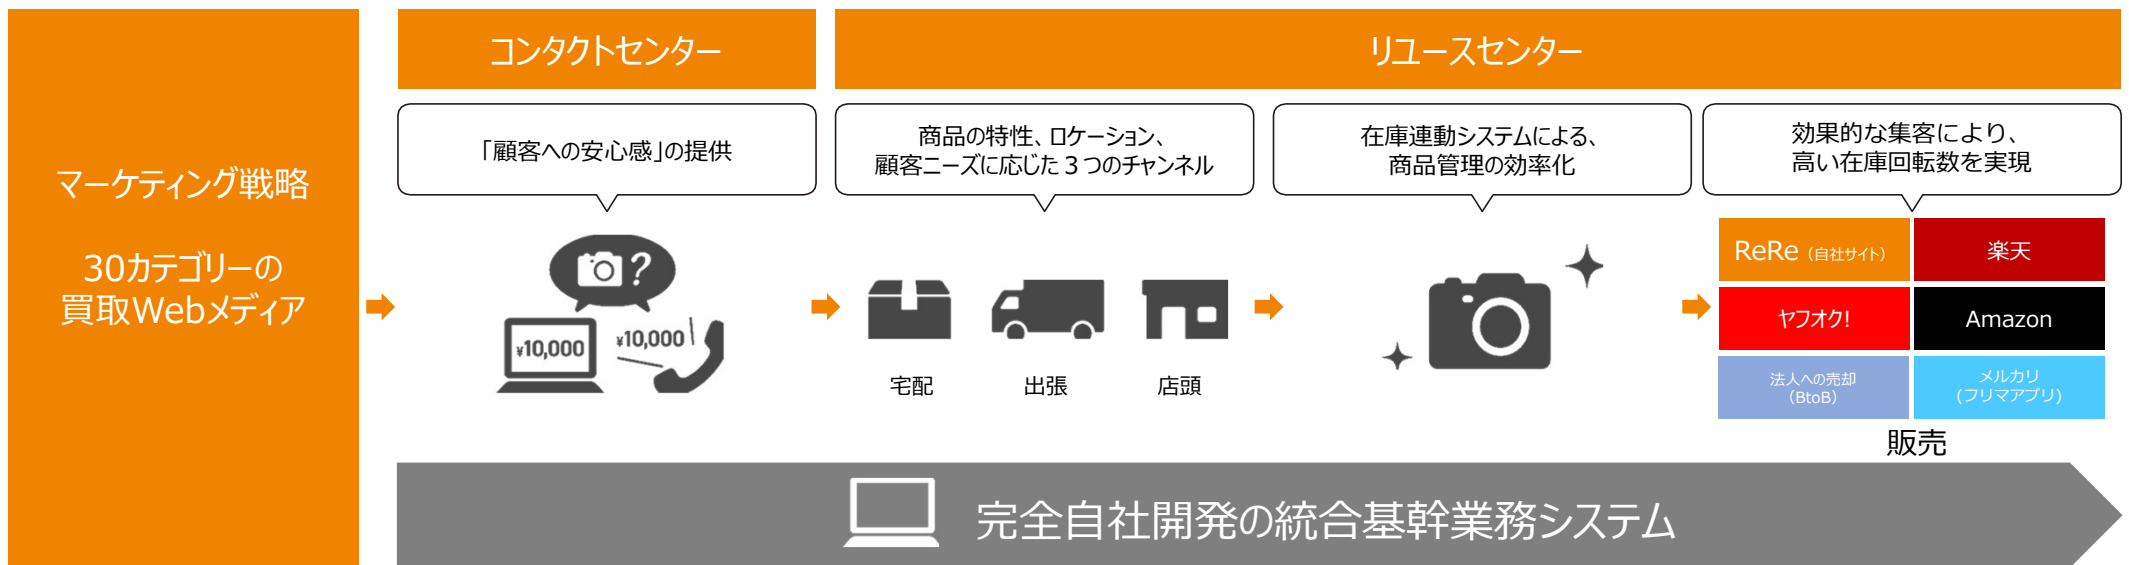 マーケティング戦略
30カテゴリーの
買取Webメディア
コンタクトセンター
「顧客への安心感」の提供
¥10,000
¥10,000
リユースセンター
商品の特性、ロケーション、
顧客ニーズに応じた３つのチャンネル
宅配
出張
店頭
在庫連動システムによる、
商品管理の効率化
効果的な集客により、
高い在庫回転数を実現
ReRe（自社サイト）
楽天
ヤフオク!
Amazon
法人への売却
（BtoB）
メルカリ
(フリマアプリ)
販売
完全自社開発の統合基幹業務システム